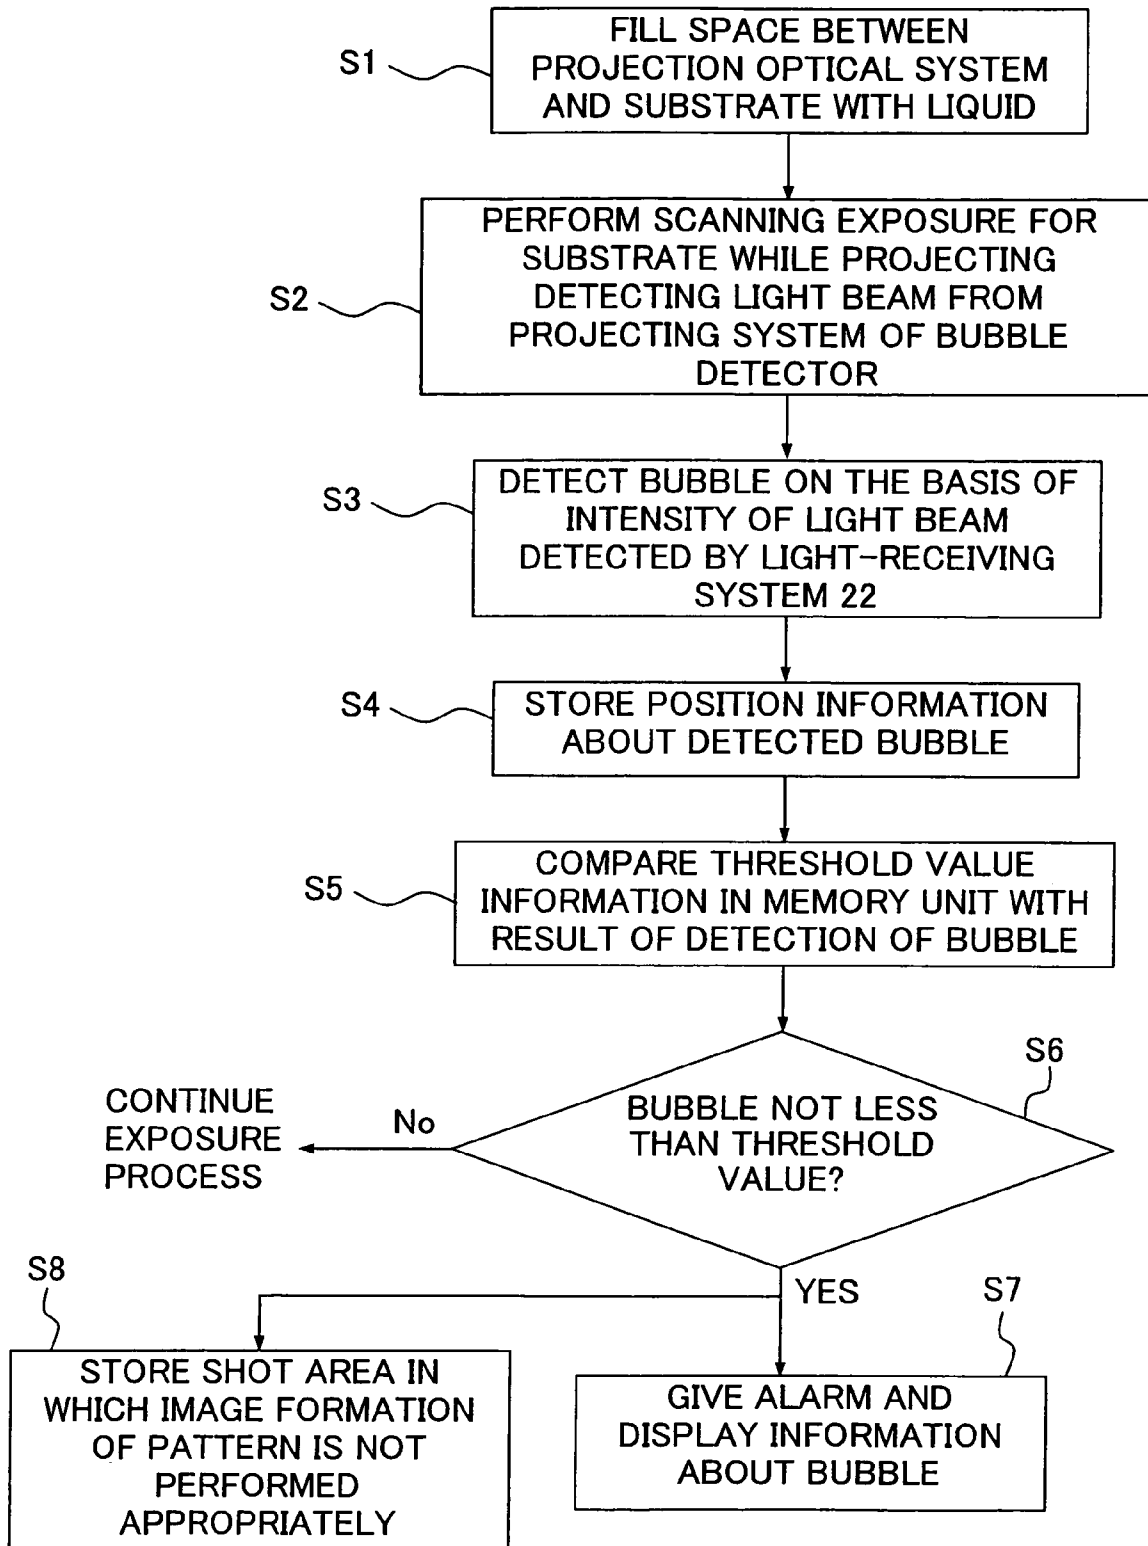 S1
FILL SPACE BETWEEN
PROJECTION OPTICAL SYSTEM
AND SUBSTRATE WITH LIQUID
S2
PERFORM SCANNING EXPOSURE FOR
SUBSTRATE WHILE PROJECTING
DETECTING LIGHT BEAM FROM
PROJECTING SYSTEM OF BUBBLE
DETECTOR
S3
DETECT BUBBLE ON THE BASIS OF
INTENSITY OF LIGHT BEAM
DETECTED BY LIGHT-RECEIVING
SYSTEM 22
S4
STORE POSITION INFORMATION
ABOUT DETECTED BUBBLE
S5
COMPARE THRESHOLD VALUE
INFORMATION IN MEMORY UNIT WITH
RESULT OF DETECTION OF BUBBLE
S6
BUBBLE NOT LESS
THAN THRESHOLD
VALUE?
No
CONTINUE
EXPOSURE
PROCESS
YES
S8
STORE SHOT AREA IN
WHICH IMAGE FORMATION
OF PATTERN IS NOT
PERFORMED
APPROPRIATELY
S7
GIVE ALARM AND
DISPLAY INFORMATION
ABOUT BUBBLE